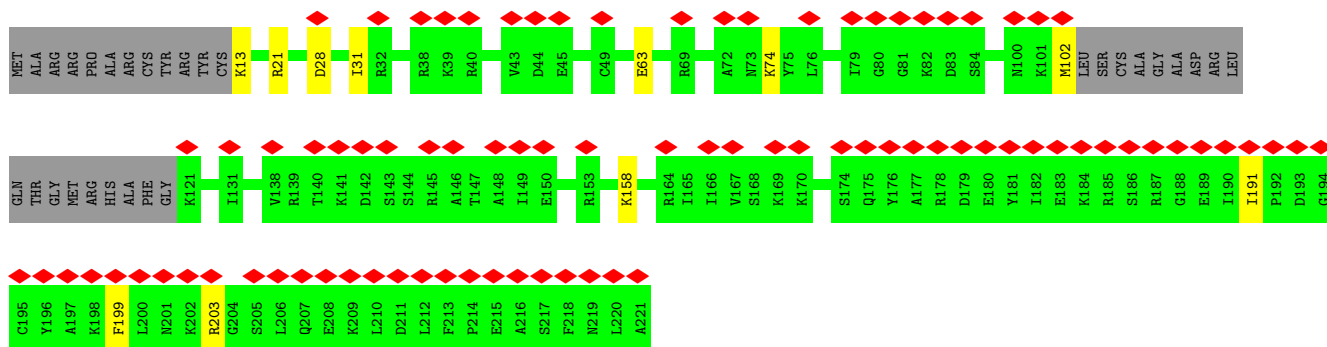 MET ALA ARG ARG PRO ALA ARG CYS TYR ARG TYR CYS K13 R21 D28 I31 R32 R38 K39 R40 V43 D44 E45 C49 E63 R69 A72 N73 K74 Y75 L76 I79 G80 G81 K82 D83 S84 N100 K101 M102 LEU SER CYS ALA GLY ALA ASP ARG LEU
GLN THR GLY MET ARG HIS ALA PHE GLY K121 I131 V138 R139 T140 K141 D142 S143 S144 R145 A146 T147 A148 I149 E150 R153 K158 R164 I165 I166 V167 S168 K169 K170 S174 Q175 Y176 A177 R178 D179 E180 Y181 I182 E183 K184 R185 S186 R187 G188 E189 I190 I191 P192 D193 G194
C195 Y196 A197 K198 F199 L200 N201 K202 R203 G204 S205 L206 Q207 E208 K209 L210 D211 L212 F213 P214 E215 A216 S217 F218 N219 L220 A221